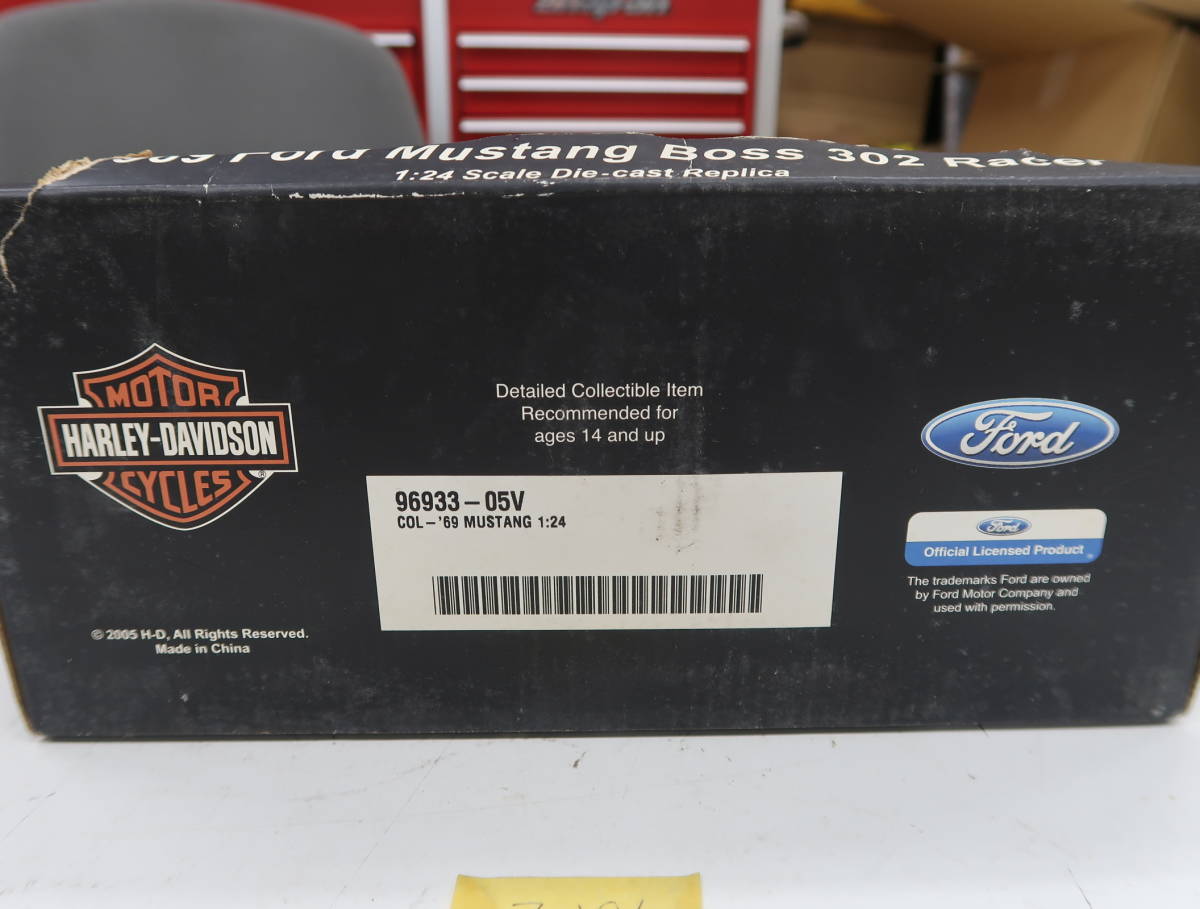 Ford Mustang Boss 302 Racer
1:24 Scale Die-cast Replica
MOTOR
HARLEY-DAVIDSON
®
CYCLES
Detailed Collectible Item
Recommended for
ages 14 and up
Ford
96933-05V
COL-'69 MUSTANG 1:24
Ford
Official Licensed Product
The trademarks Ford are owned
by Ford Motor Company and
used with permission.
© 2005 H-D, All Rights Reserved.
Made in China